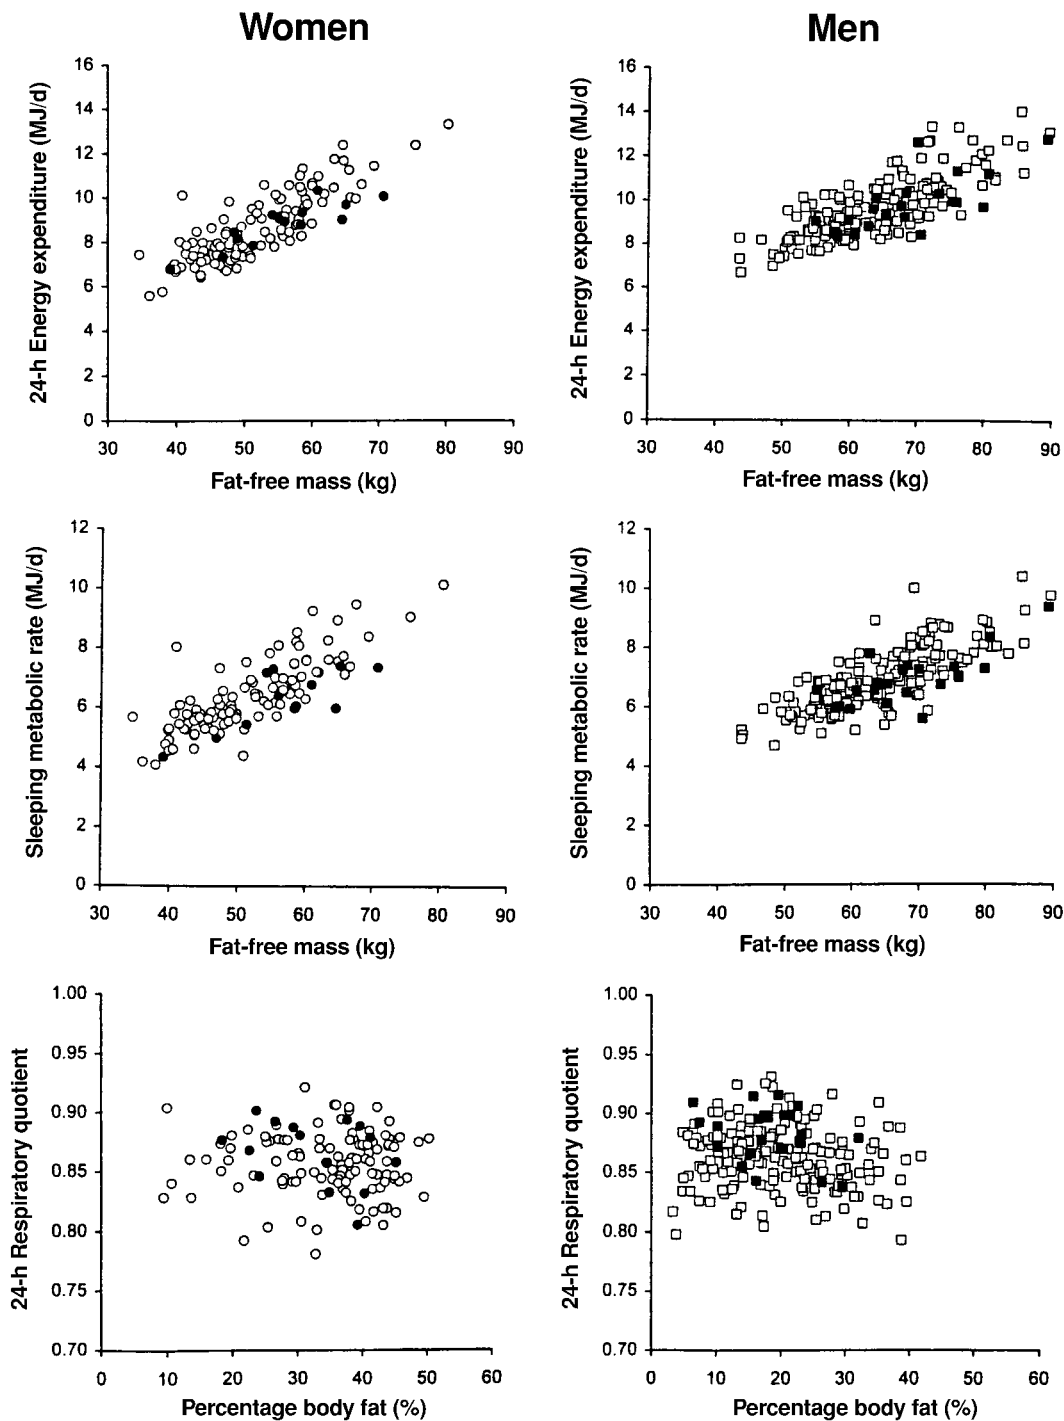 Women
Men
24-h Energy expenditure (MJ/d)
16
14
12
10
8
6
4
2
0
30 40 50 60 70 80 90
Fat-free mass (kg)
24-h Energy expenditure (MJ/d)
16
14
12
10
8
6
4
2
0
30 40 50 60 70 80 90
Fat-free mass (kg)
Sleeping metabolic rate (MJ/d)
12
10
8
6
4
2
0
30 40 50 60 70 80 90
Fat-free mass (kg)
Sleeping metabolic rate (MJ/d)
12
10
8
6
4
2
0
30 40 50 60 70 80 90
Fat-free mass (kg)
24-h Respiratory quotient
1.00
0.95
0.90
0.85
0.80
0.75
0.70
0 10 20 30 40 50 60
Percentage body fat (%)
24-h Respiratory quotient
1.00
0.95
0.90
0.85
0.80
0.75
0.70
0 10 20 30 40 50 60
Percentage body fat (%)